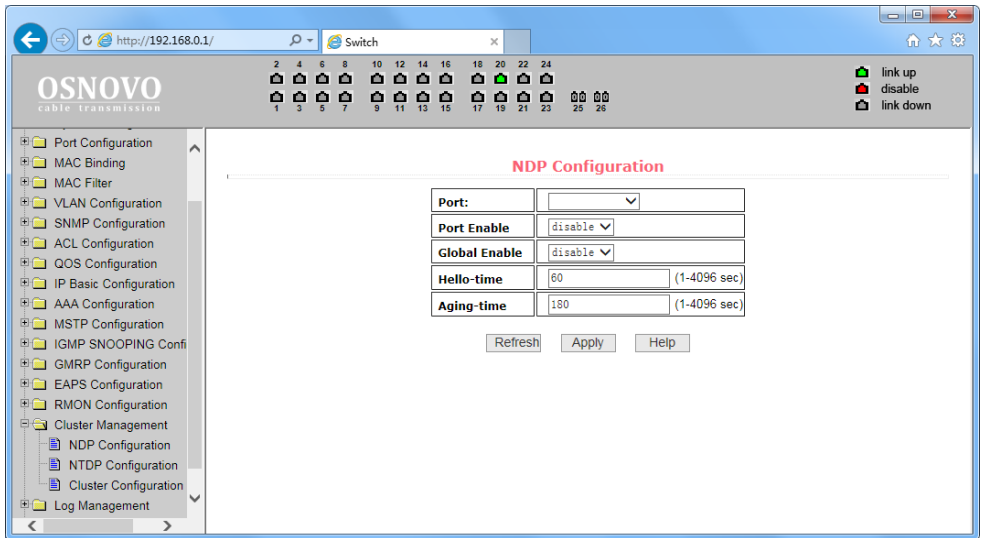 http://192.168.0.1/
Switch
2 4 6 8 10 12 14 16 18 20 22 24
1 3 5 7 9 11 13 15 17 19 21 23 25 26
OSNOVO
cable transmission
link up
disable
link down
Port Configuration
MAC Binding
MAC Filter
VLAN Configuration
SNMP Configuration
ACL Configuration
QOS Configuration
IP Basic Configuration
AAA Configuration
MSTP Configuration
IGMP SNOOPING Confi
GMRP Configuration
EAPS Configuration
RMON Configuration
Cluster Management
NDP Configuration
NTDP Configuration
Cluster Configuration
Log Management
NDP Configuration
Port:
Port Enable disable
Global Enable disable
Hello-time 60 (1-4096 sec)
Aging-time 180 (1-4096 sec)
Refresh Apply Help